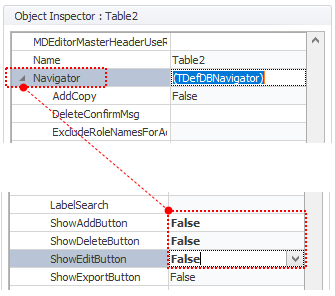 Object Inspector : Table2
MDEditorMasterHeaderUseR
Name Table2
Navigator (TDefDBNavigator)
AddCopy False
DeleteConfirmMsg
ExcludeRoleNamesForAc
LabelSearch
ShowAddButton False
ShowDeleteButton False
ShowEditButton False
ShowExportButton False